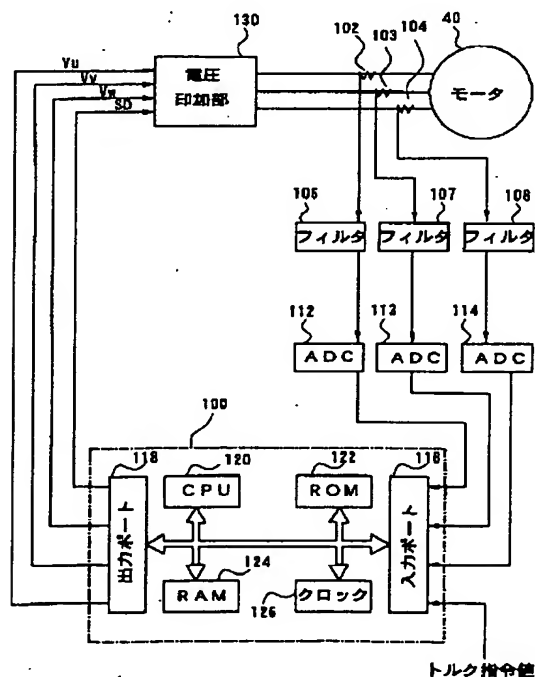 130
102
103
104
40
Vu
Vv
Vw
SD
電圧
印加部
モータ
106
107
108
フィルタ
フィルタ
フィルタ
112
113
114
ADC
ADC
ADC
100
118
120
122
116
CPU
ROM
出力ポート
入力ポート
RAM
124
クロック
126
トルク指令値